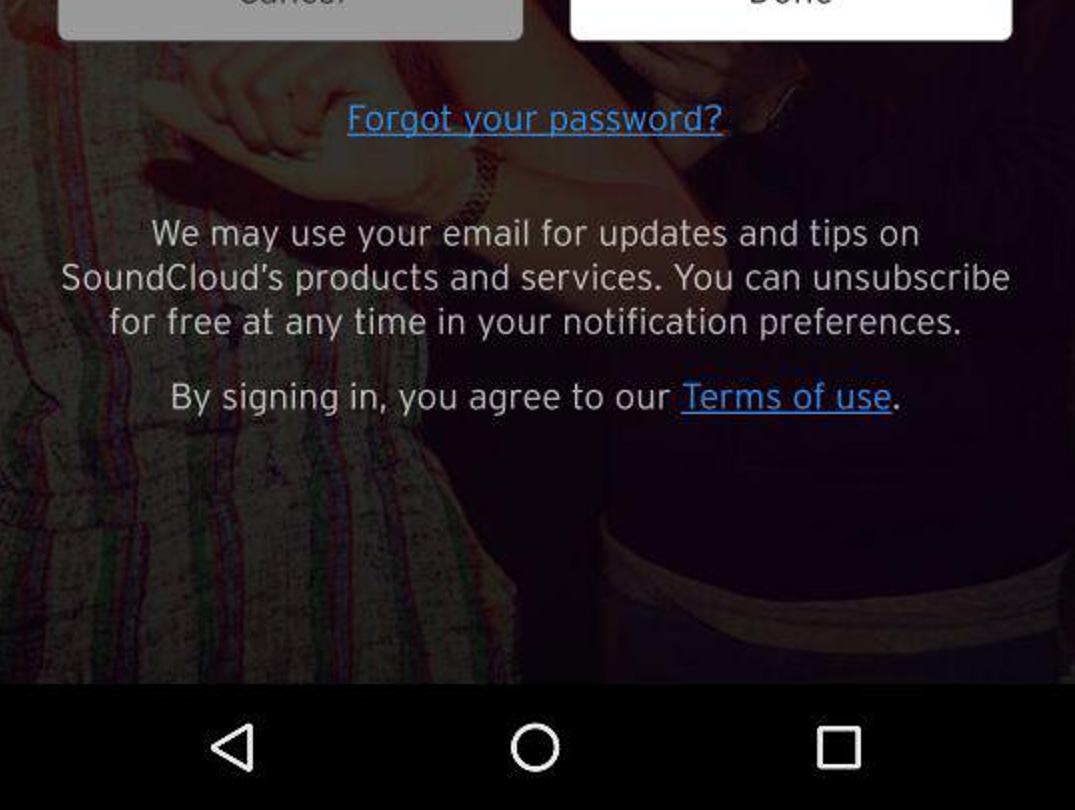 Cancel
Done
Forgot your password?
We may use your email for updates and tips on
SoundCloud's products and services. You can unsubscribe
for free at any time in your notification preferences.
By signing in, you agree to our Terms of use.